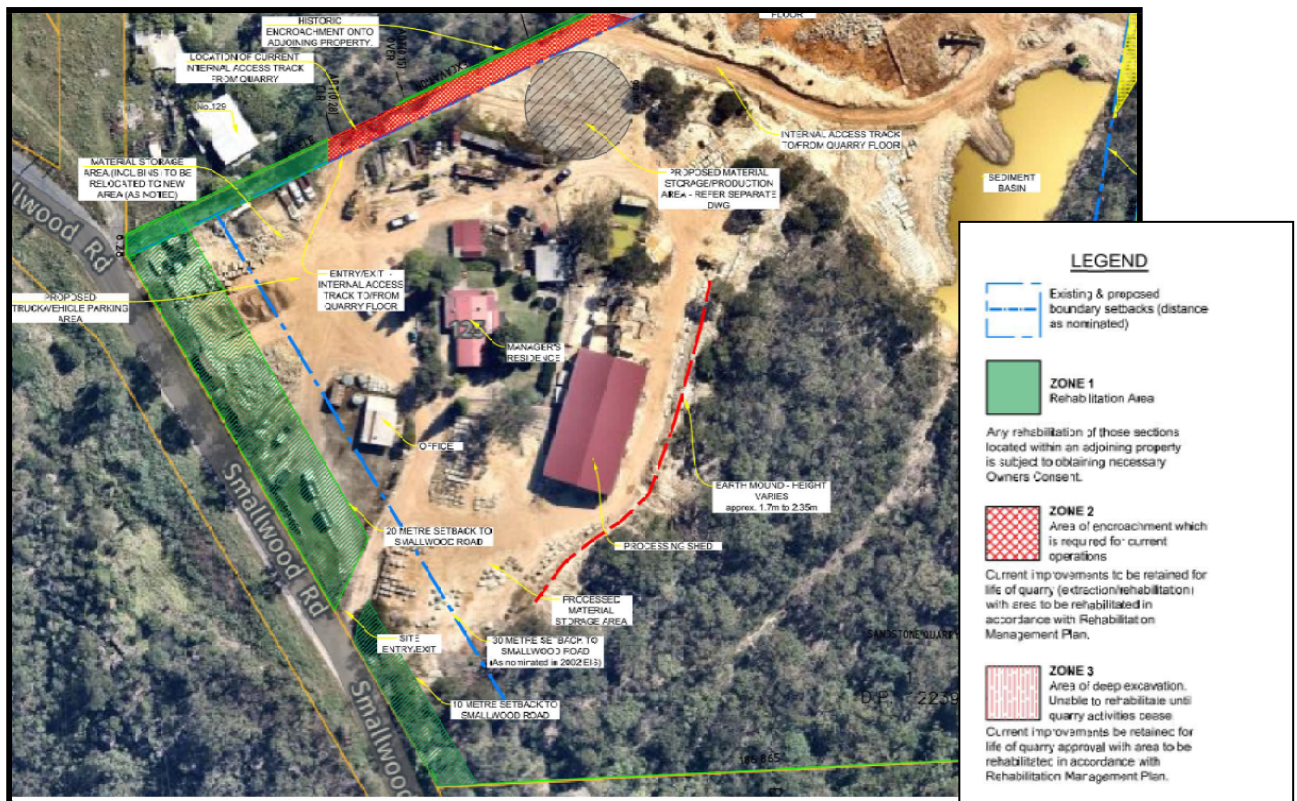 HISTORIC
ENCROACHMENT ONTO
ADJOINING PROPERTY.
LOCATION OF CURRENT
INTERNAL ACCESS TRACK
FROM QUARRY
FLOOR
No.129
MATERIAL STORAGE
AREA (INCL BINS) TO BE
RELOCATED TO NEW
AREA (AS NOTED)
INTERNAL ACCESS TRACK
TO/FROM QUARRY FLOOR
PROPOSED MATERIAL
STORAGE/PRODUCTION
AREA - REFER SEPARATE
DWG
SEDIMENT
BASIN
allwood Rd
6.28
PROPOSED
TRUCK/VEHICLE PARKING
AREA
ENTRY/EXIT -
INTERNAL ACCESS
TRACK TO/FROM
QUARRY FLOOR
MANAGER'S
RESIDENCE
OFFICE
EARTH MOUND - HEIGHT
VARIES
approx. 1.7m to 2.35m
20 METRE SETBACK TO
SMALLWOOD ROAD
PROCESSING SHED
Smallwood Rd
PROCESSED
MATERIAL
STORAGE AREA
SITE
ENTRY/EXIT
30 METRE SETBACK TO
SMALLWOOD ROAD
(As nominated in 2002 EIS)
SANDSTONE QUARRY
10 METRE SETBACK TO
SMALLWOOD ROAD
D.P. 2239
Smallwoo
LEGEND
Existing & proposed
boundary setbacks (distance
as nominated)
ZONE 1
Rehabilitation Area
Any rehabilitation of those sections
located within an adjoining property
is subject to obtaining necessary
Owners Consent.
ZONE 2
Area of encroachment which
is required for current
operations
Current improvements to be retained for
life of quarry (extraction/rehabilitation)
with area to be rehabilitated in
accordance with Rehabilitation
Management Plan.
ZONE 3
Area of deep excavation.
Unable to rehabilitate until
quarry activities cease
Current improvements be retained for
life of quarry approval with area to be
rehabilitated in accordance with
Rehabilitation Management Plan.